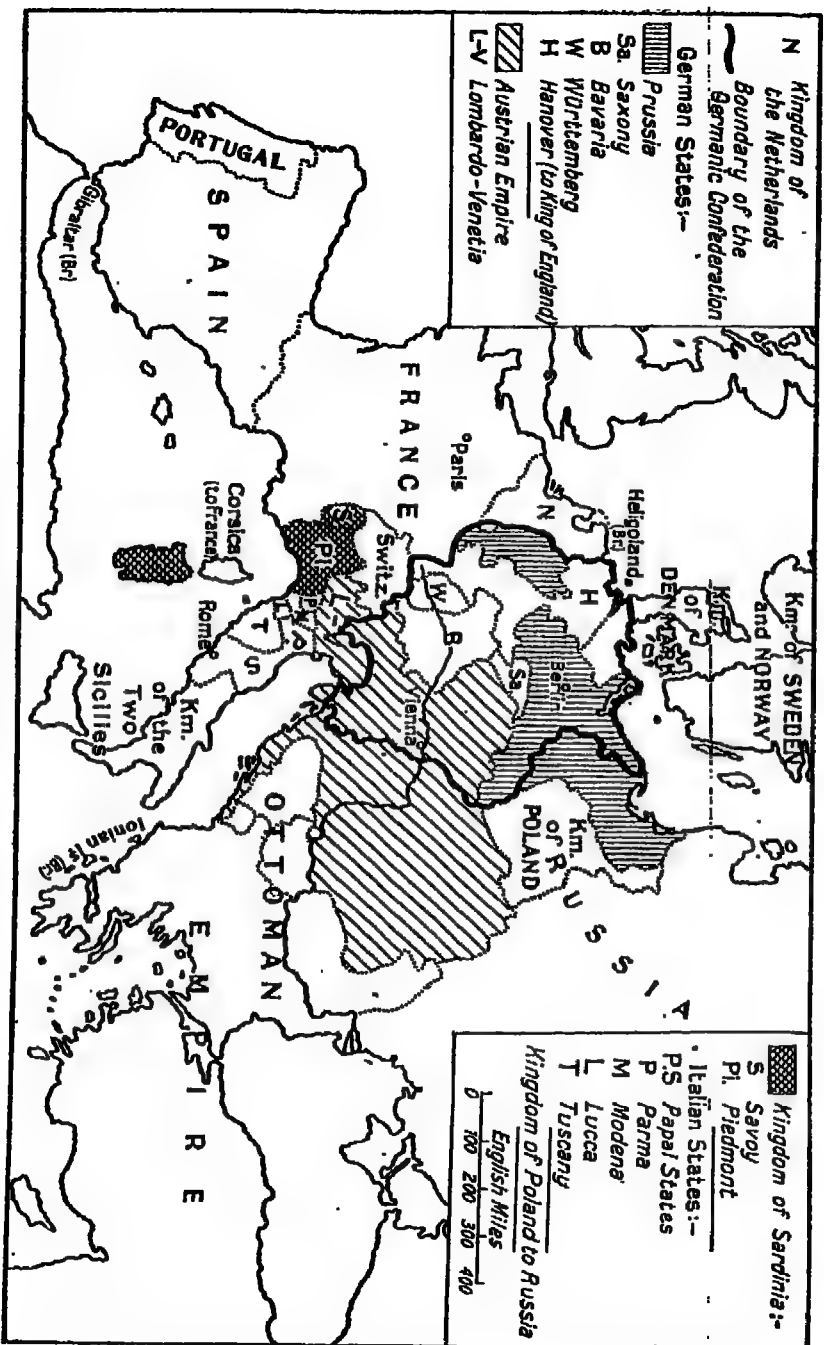 N Kingdom of
the Netherlands
Boundary of the
Germanic Confederation
German States:-
Prussia
Sa. Saxony
B Bavaria
W Württemberg
H Hanover (to King of England)
Austrian Empire
L-V Lombardo-Venetia
Kingdom of Sardinia:-
S Savoy
Pi. Piedmont
Italian States:-
P.S Papal States
P Parma
M Modena
L Lucca
T Tuscany
Kingdom of Poland to Russia
English Miles
0 100 200 300 400
Km. of SWEDEN
and NORWAY
Km.
of
DENMARK
Heligoland
(Br)
N
H
Berlin
Sa.
Km.
of
POLAND
RUSSIA
Paris
FRANCE
W
B
Vienna
Switz.
S
Pi.
L
V
P
M
L
T
P
S
Rome
Corsica
(to France)
Km.
of the
Two
Sicilies
PORTUGAL
SPAIN
Gibraltar (Br)
OTTOMAN
EMPIRE
Ionian Is (Br)